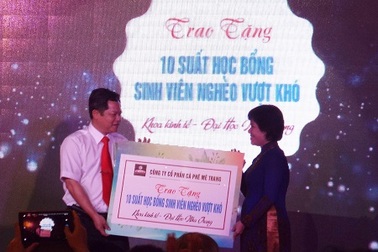 Trao Tặng
10 SUẤT HỌC BỔNG
SINH VIÊN NGHÈO VƯỢT KHÓ
Khoa kinh tế - Đại Học Trang
CÔNG TY CỔ PHẦN CÀ PHÊ MÊ TRANG
Trao Tặng
10 SUẤT HỌC BỔNG SINH VIÊN NGHÈO VƯỢT KHÓ
Khoa kinh tế - Đại Học Nha Trang